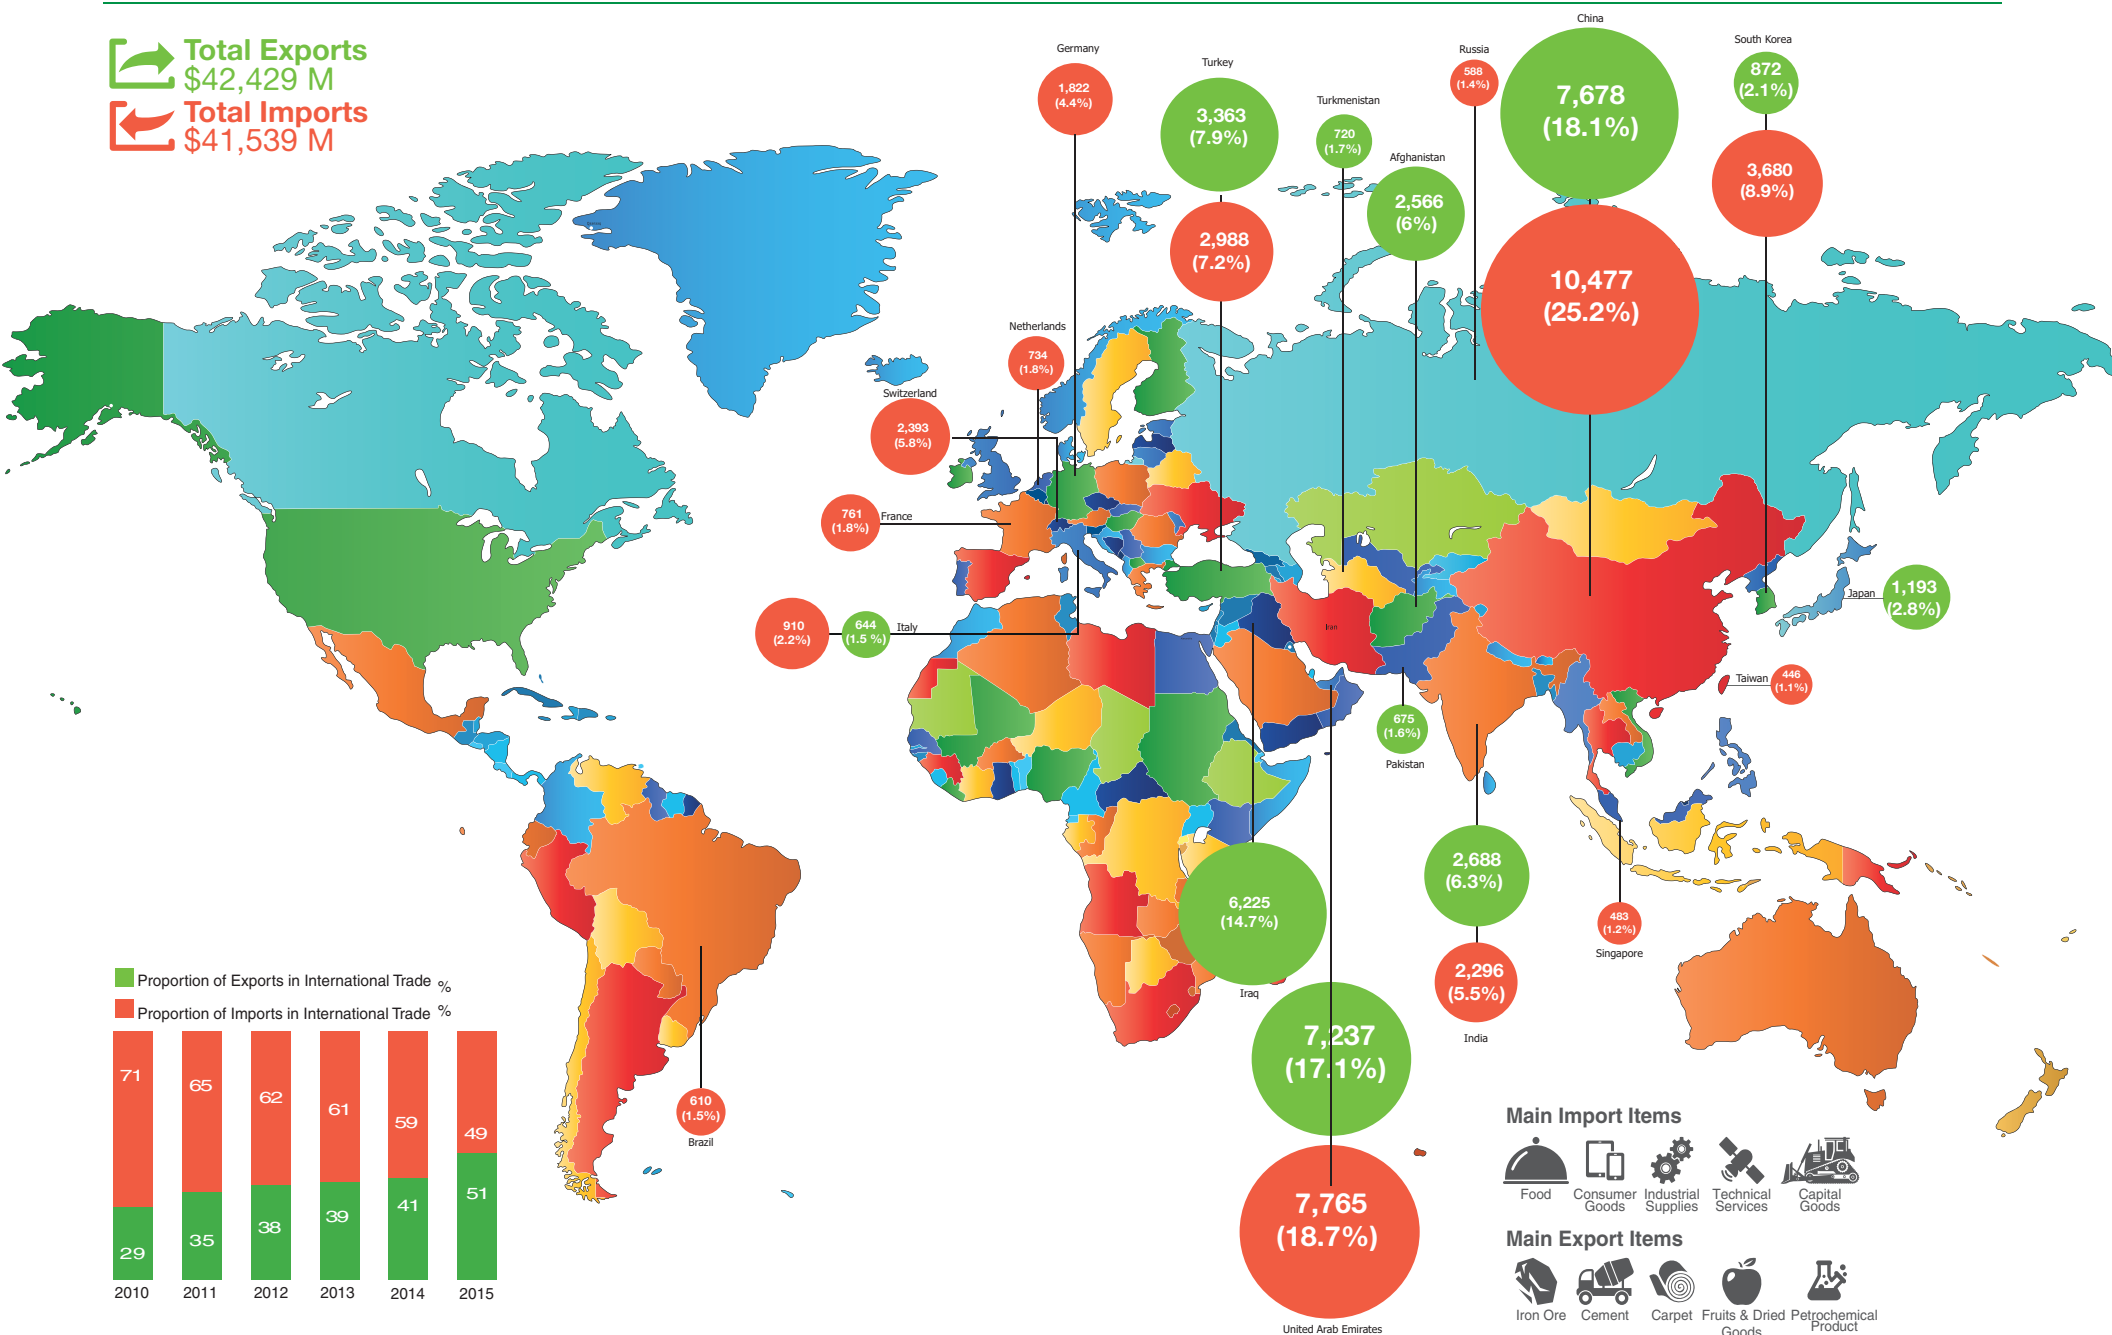 Total Exports
$42,429 M
Total Imports
$41,539 M
Germany
1,822
(4.4%)
Turkey
3,363
(7.9%)
2,988
(7.2%)
Turkmenistan
720
(1.7%)
Afghanistan
2,566
(6%)
Russia
588
(1.4%)
China
7,678
(18.1%)
10,477
(25.2%)
South Korea
872
(2.1%)
3,680
(8.9%)
Netherlands
734
(1.8%)
Switzerland
2,393
(5.8%)
761
(1.8%)
France
910
(2.2%)
644
(1.5 %)
Italy
Iran
Japan
1,193
(2.8%)
Taiwan
446
(1.1%)
675
(1.6%)
Pakistan
6,225
(14.7%)
Iraq
2,688
(6.3%)
2,296
(5.5%)
India
483
(1.2%)
Singapore
7,237
(17.1%)
7,765
(18.7%)
United Arab Emirates
610
(1.5%)
Brazil
Proportion of Exports in International Trade %
Proportion of Imports in International Trade %
71
65
62
61
59
49
29
35
38
39
41
51
2010
2011
2012
2013
2014
2015
Main Import Items
Food
Consumer
Goods
Industrial
Supplies
Technical
Services
Capital
Goods
Main Export Items
Iron Ore
Cement
Carpet
Fruits & Dried
Goods
Petrochemical
Product